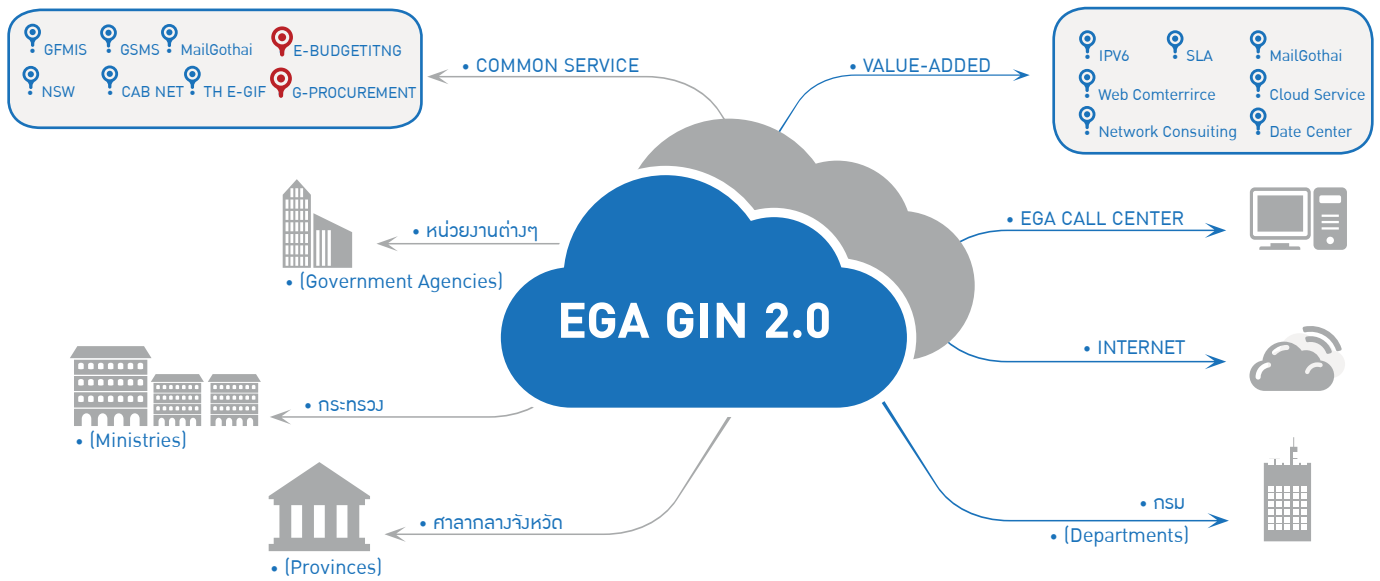 GFMIS GSMS MailGothai E-BUDGETITNG
NSW CAB NET TH E-GIF G-PROCUREMENT
• COMMON SERVICE
• VALUE-ADDED
IPV6 SLA MailGothai
Web Comterrirce Cloud Service
Network Consuiting Date Center
• หน่วยงานต่างๆ
• (Government Agencies)
• EGA CALL CENTER
EGA GIN 2.0
• INTERNET
• กระทรวง
• (Ministries)
• ศาลากลางจังหวัด
• (Provinces)
• กรม
• (Departments)